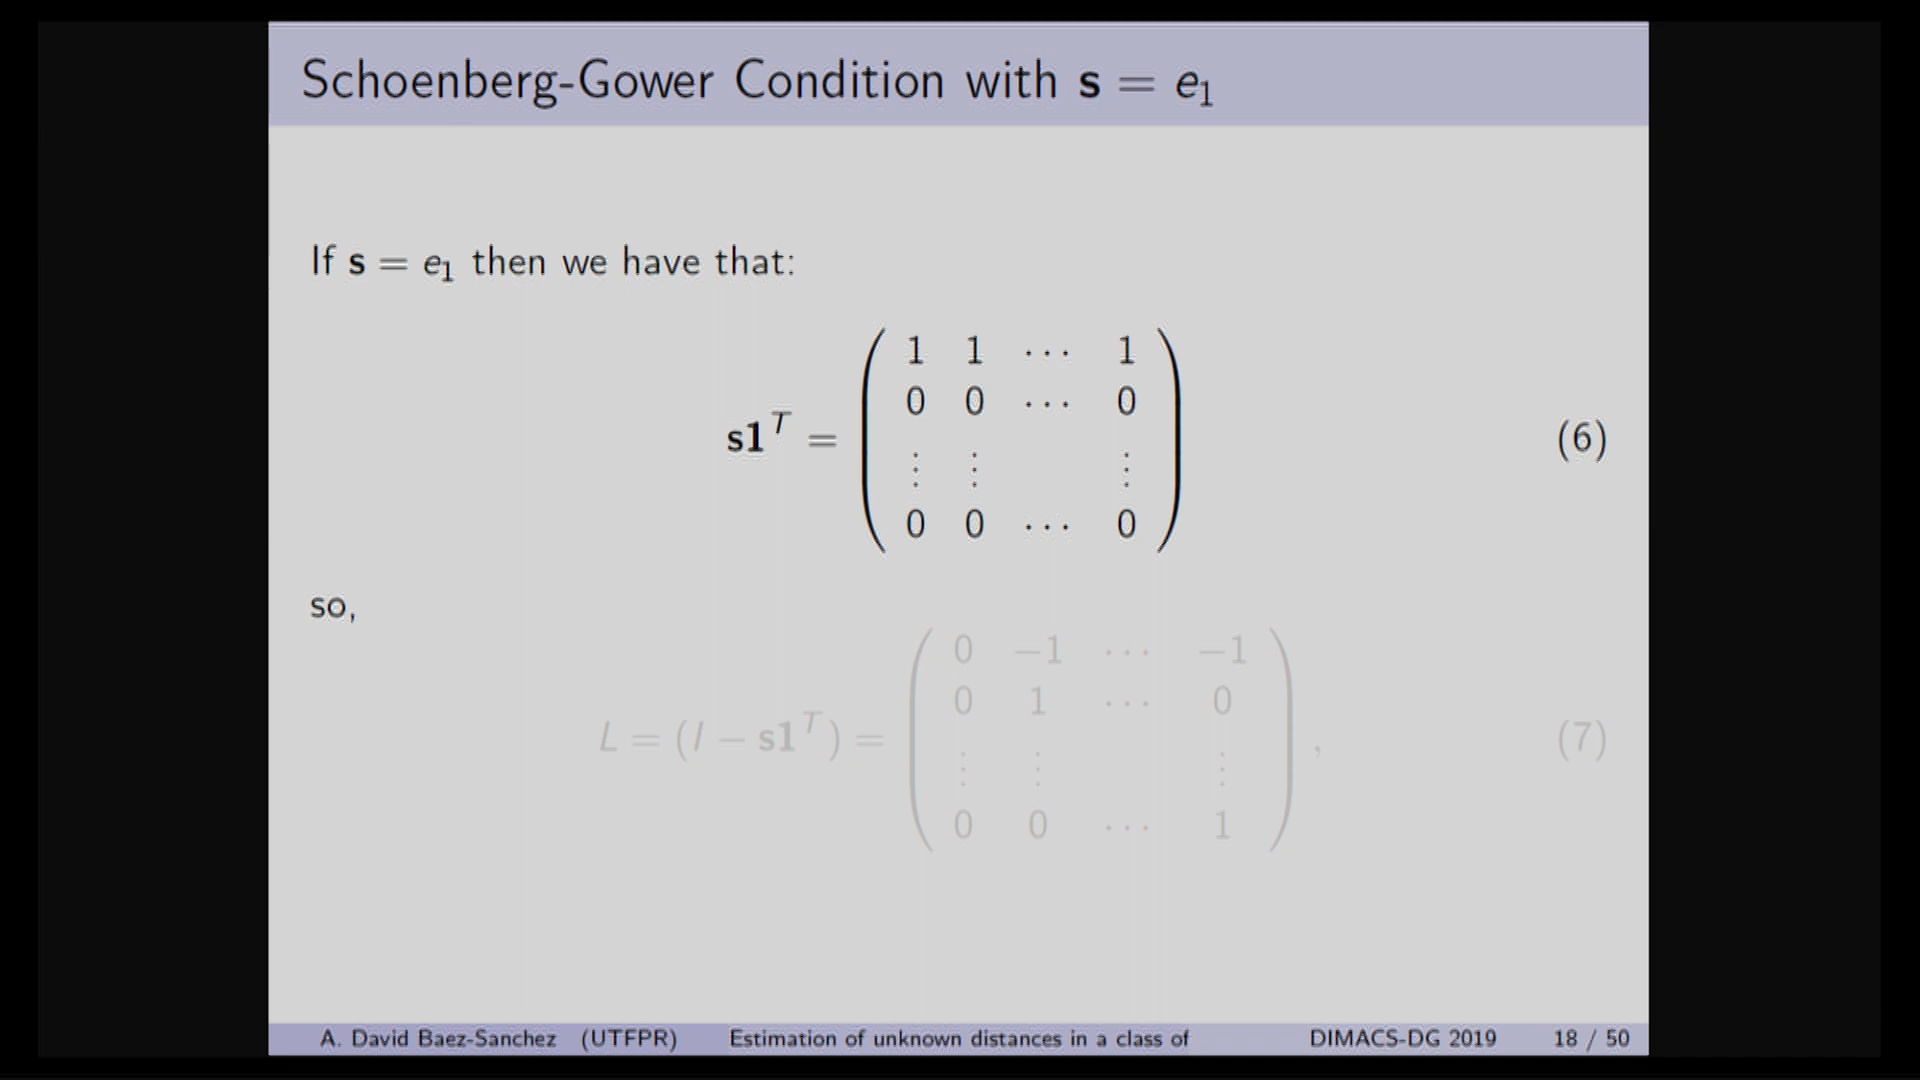 Schoenberg-Gower Condition with s = e₁
If s = e₁ then we have that:
s1ᵀ = ( 1 1 ⋯ 1
0 0 ⋯ 0
⋮ ⋮ ⋮
0 0 ⋯ 0 ) (6)
so,
L = (I − s1ᵀ) = ( 0 −1 ⋯ −1
0 1 ⋯ 0
⋮ ⋮ ⋮
0 0 ⋯ 1 ) , (7)
A. David Baez-Sanchez (UTFPR) Estimation of unknown distances in a class of DIMACS-DG 2019 18 / 50